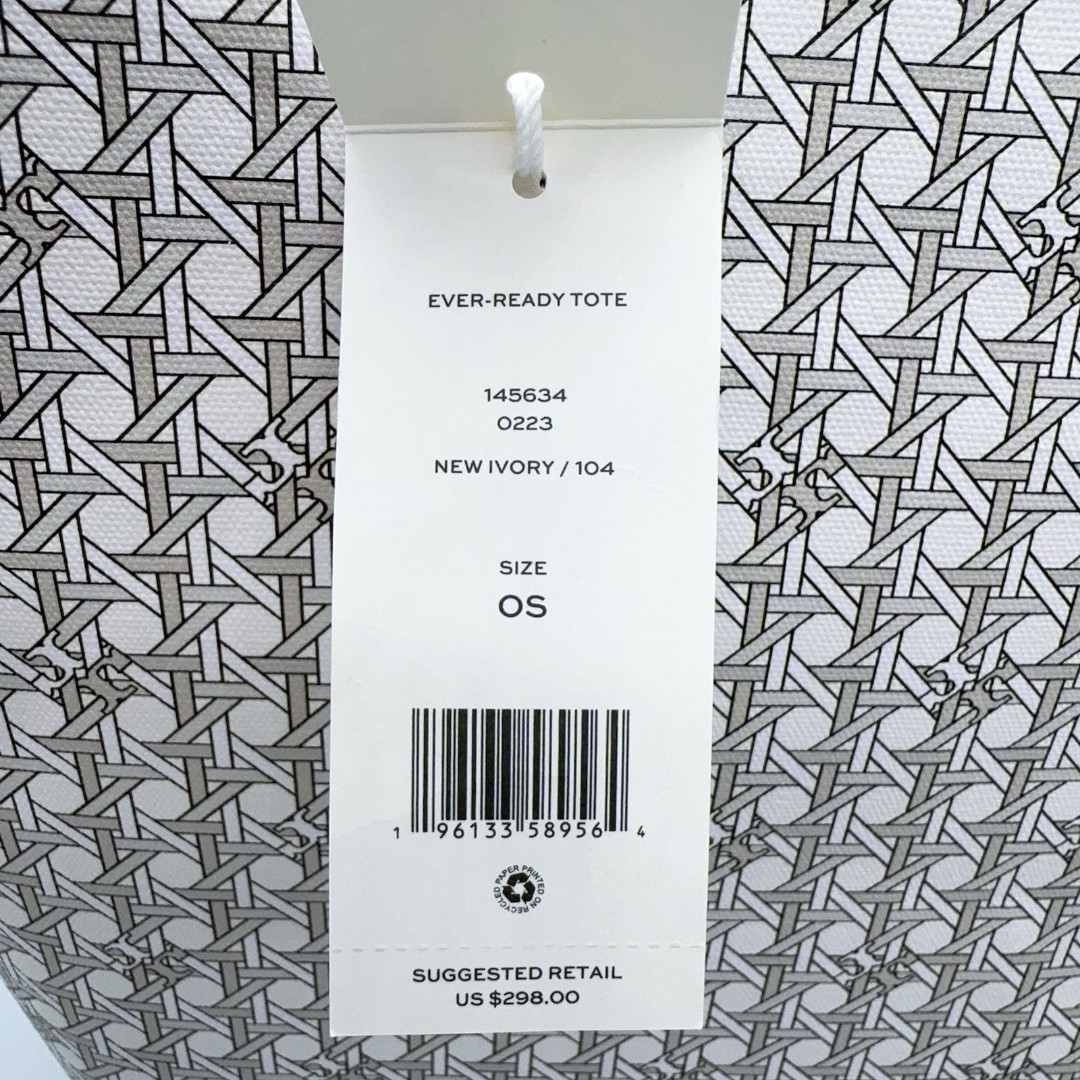 EVER-READY TOTE
145634
0223
NEW IVORY / 104
SIZE
OS
1 96133 58956 4
PRINTED ON RECYCLED PAPER
SUGGESTED RETAIL
US $298.00